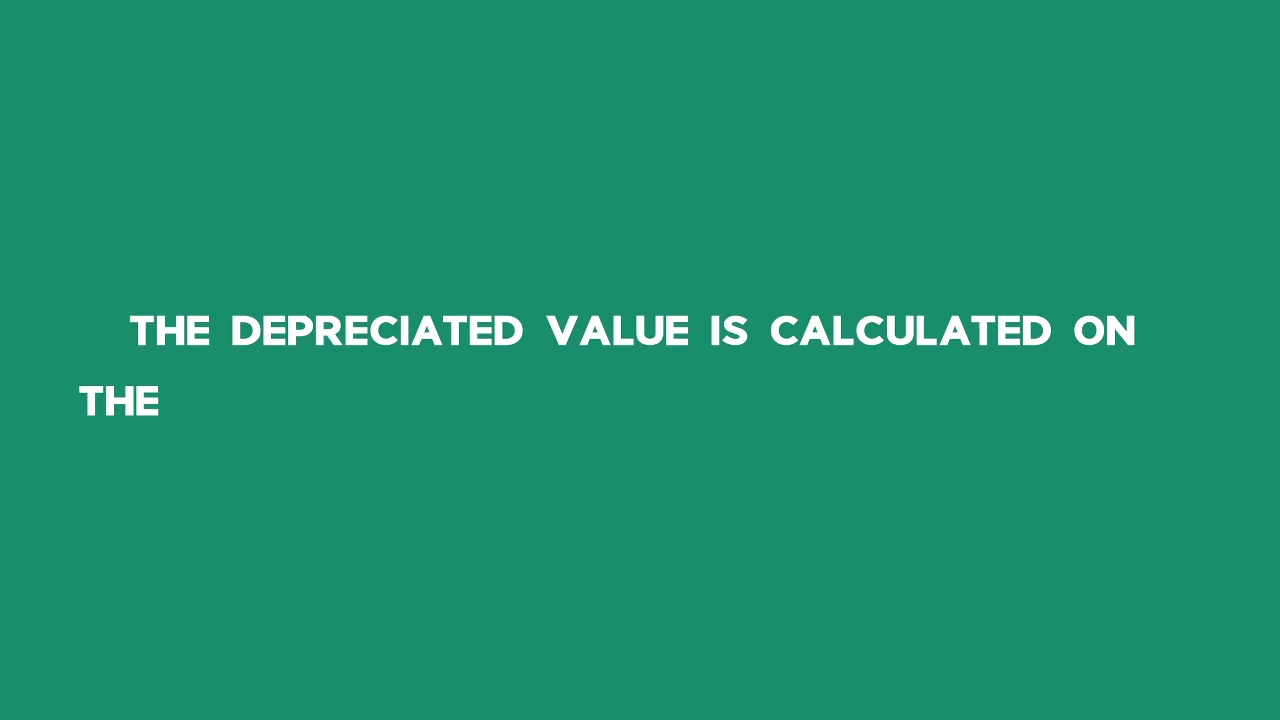 THE DEPRECIATED VALUE IS CALCULATED ON
THE